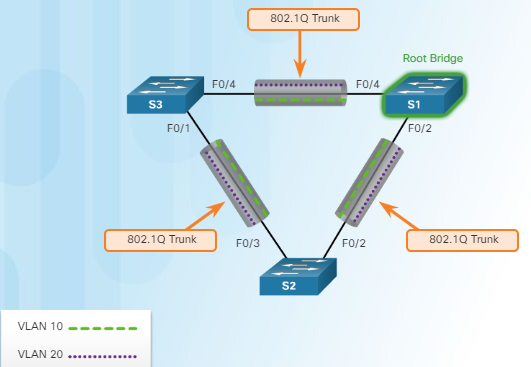 802.1Q Trunk
Root Bridge
F0/4
F0/4
S3
S1
F0/1
F0/2
802.1Q Trunk
802.1Q Trunk
F0/3
F0/2
S2
VLAN 10
VLAN 20